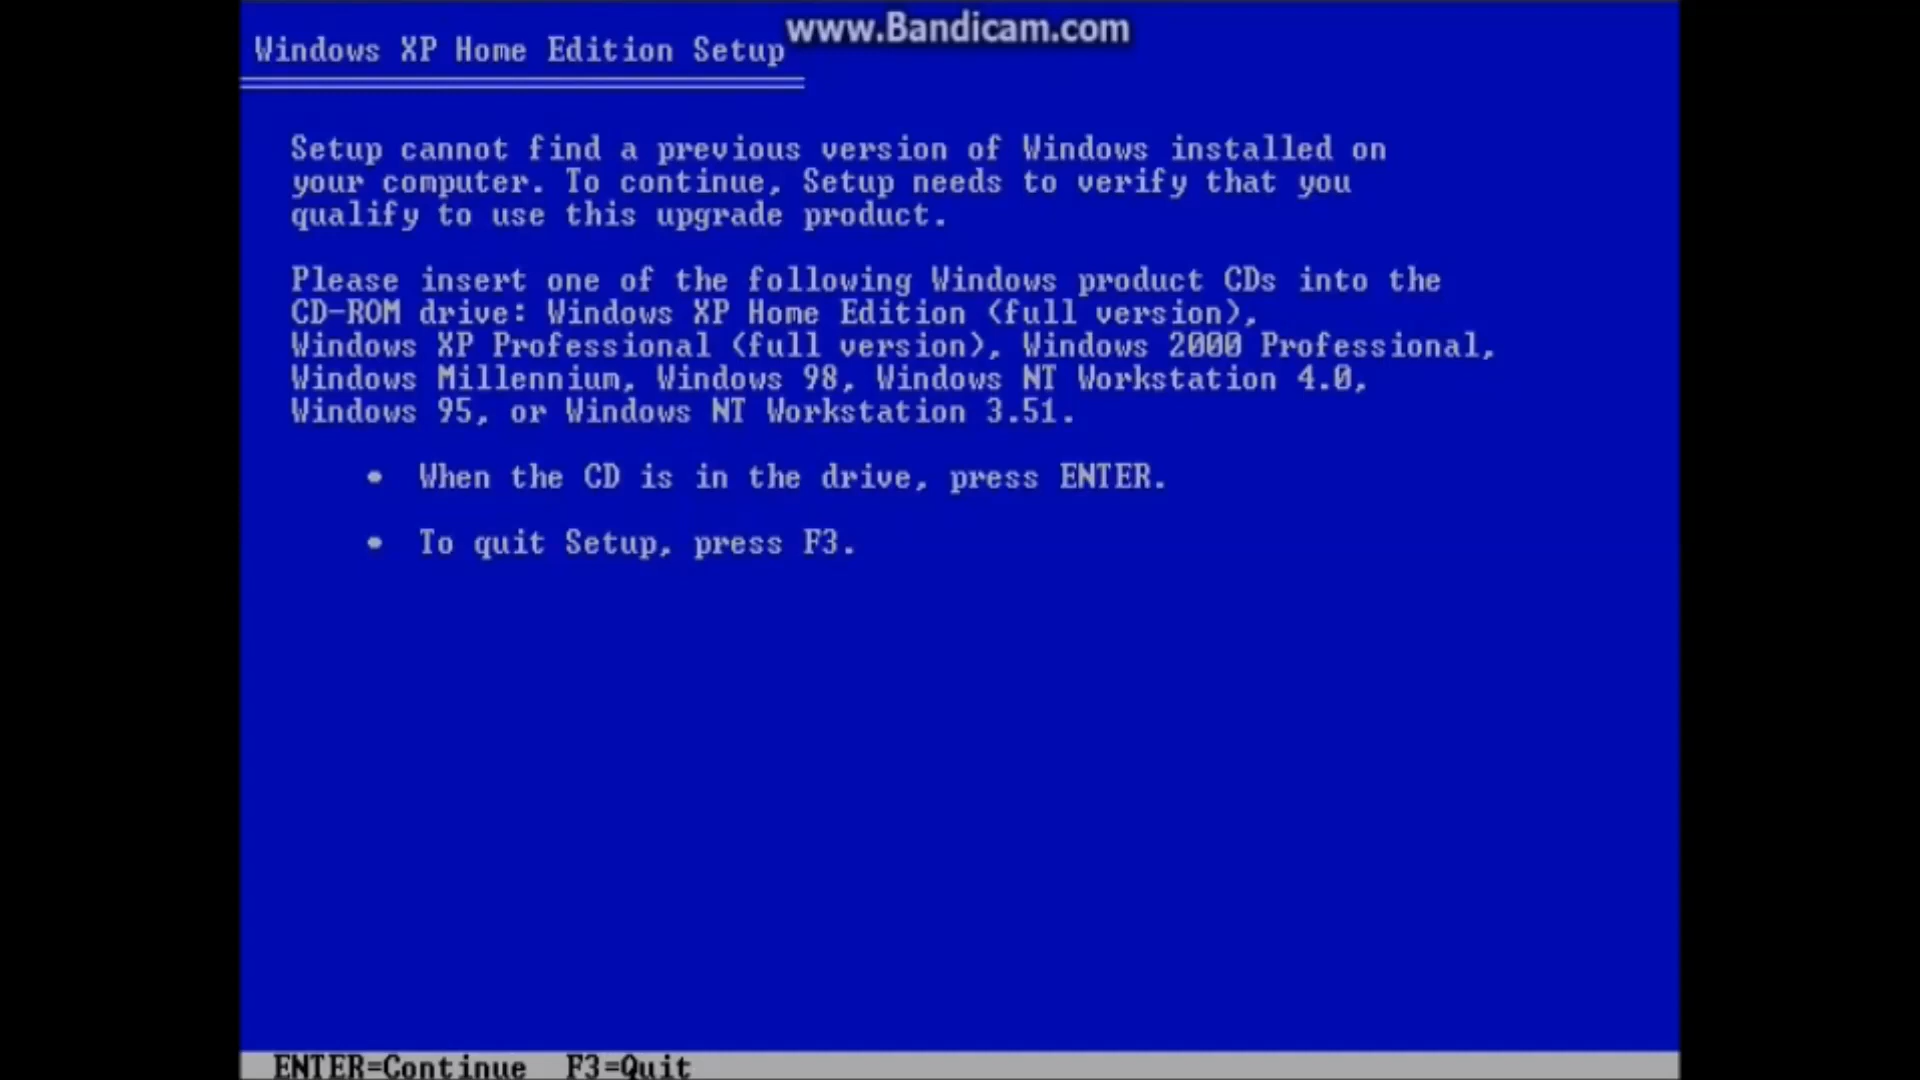 www.Bandicam.com
Windows XP Home Edition Setup
Setup cannot find a previous version of Windows installed on
your computer. To continue, Setup needs to verify that you
qualify to use this upgrade product.
Please insert one of the following Windows product CDs into the
CD-ROM drive: Windows XP Home Edition (full version),
Windows XP Professional (full version), Windows 2000 Professional,
Windows Millennium, Windows 98, Windows NT Workstation 4.0,
Windows 95, or Windows NT Workstation 3.51.
• When the CD is in the drive, press ENTER.
• To quit Setup, press F3.
ENTER=Continue F3=Quit